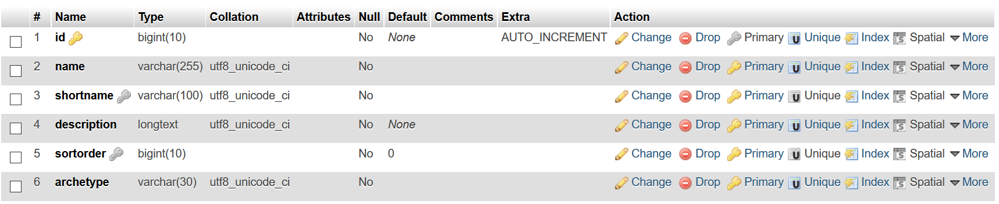 # Name Type Collation Attributes Null Default Comments Extra Action
1 id bigint(10) No None AUTO_INCREMENT Change Drop Primary Unique Index Spatial More
2 name varchar(255) utf8_unicode_ci No Change Drop Primary Unique Index Spatial More
3 shortname varchar(100) utf8_unicode_ci No Change Drop Primary Unique Index Spatial More
4 description longtext utf8_unicode_ci No None Change Drop Primary Unique Index Spatial More
5 sortorder bigint(10) No 0 Change Drop Primary Unique Index Spatial More
6 archetype varchar(30) utf8_unicode_ci No Change Drop Primary Unique Index Spatial More